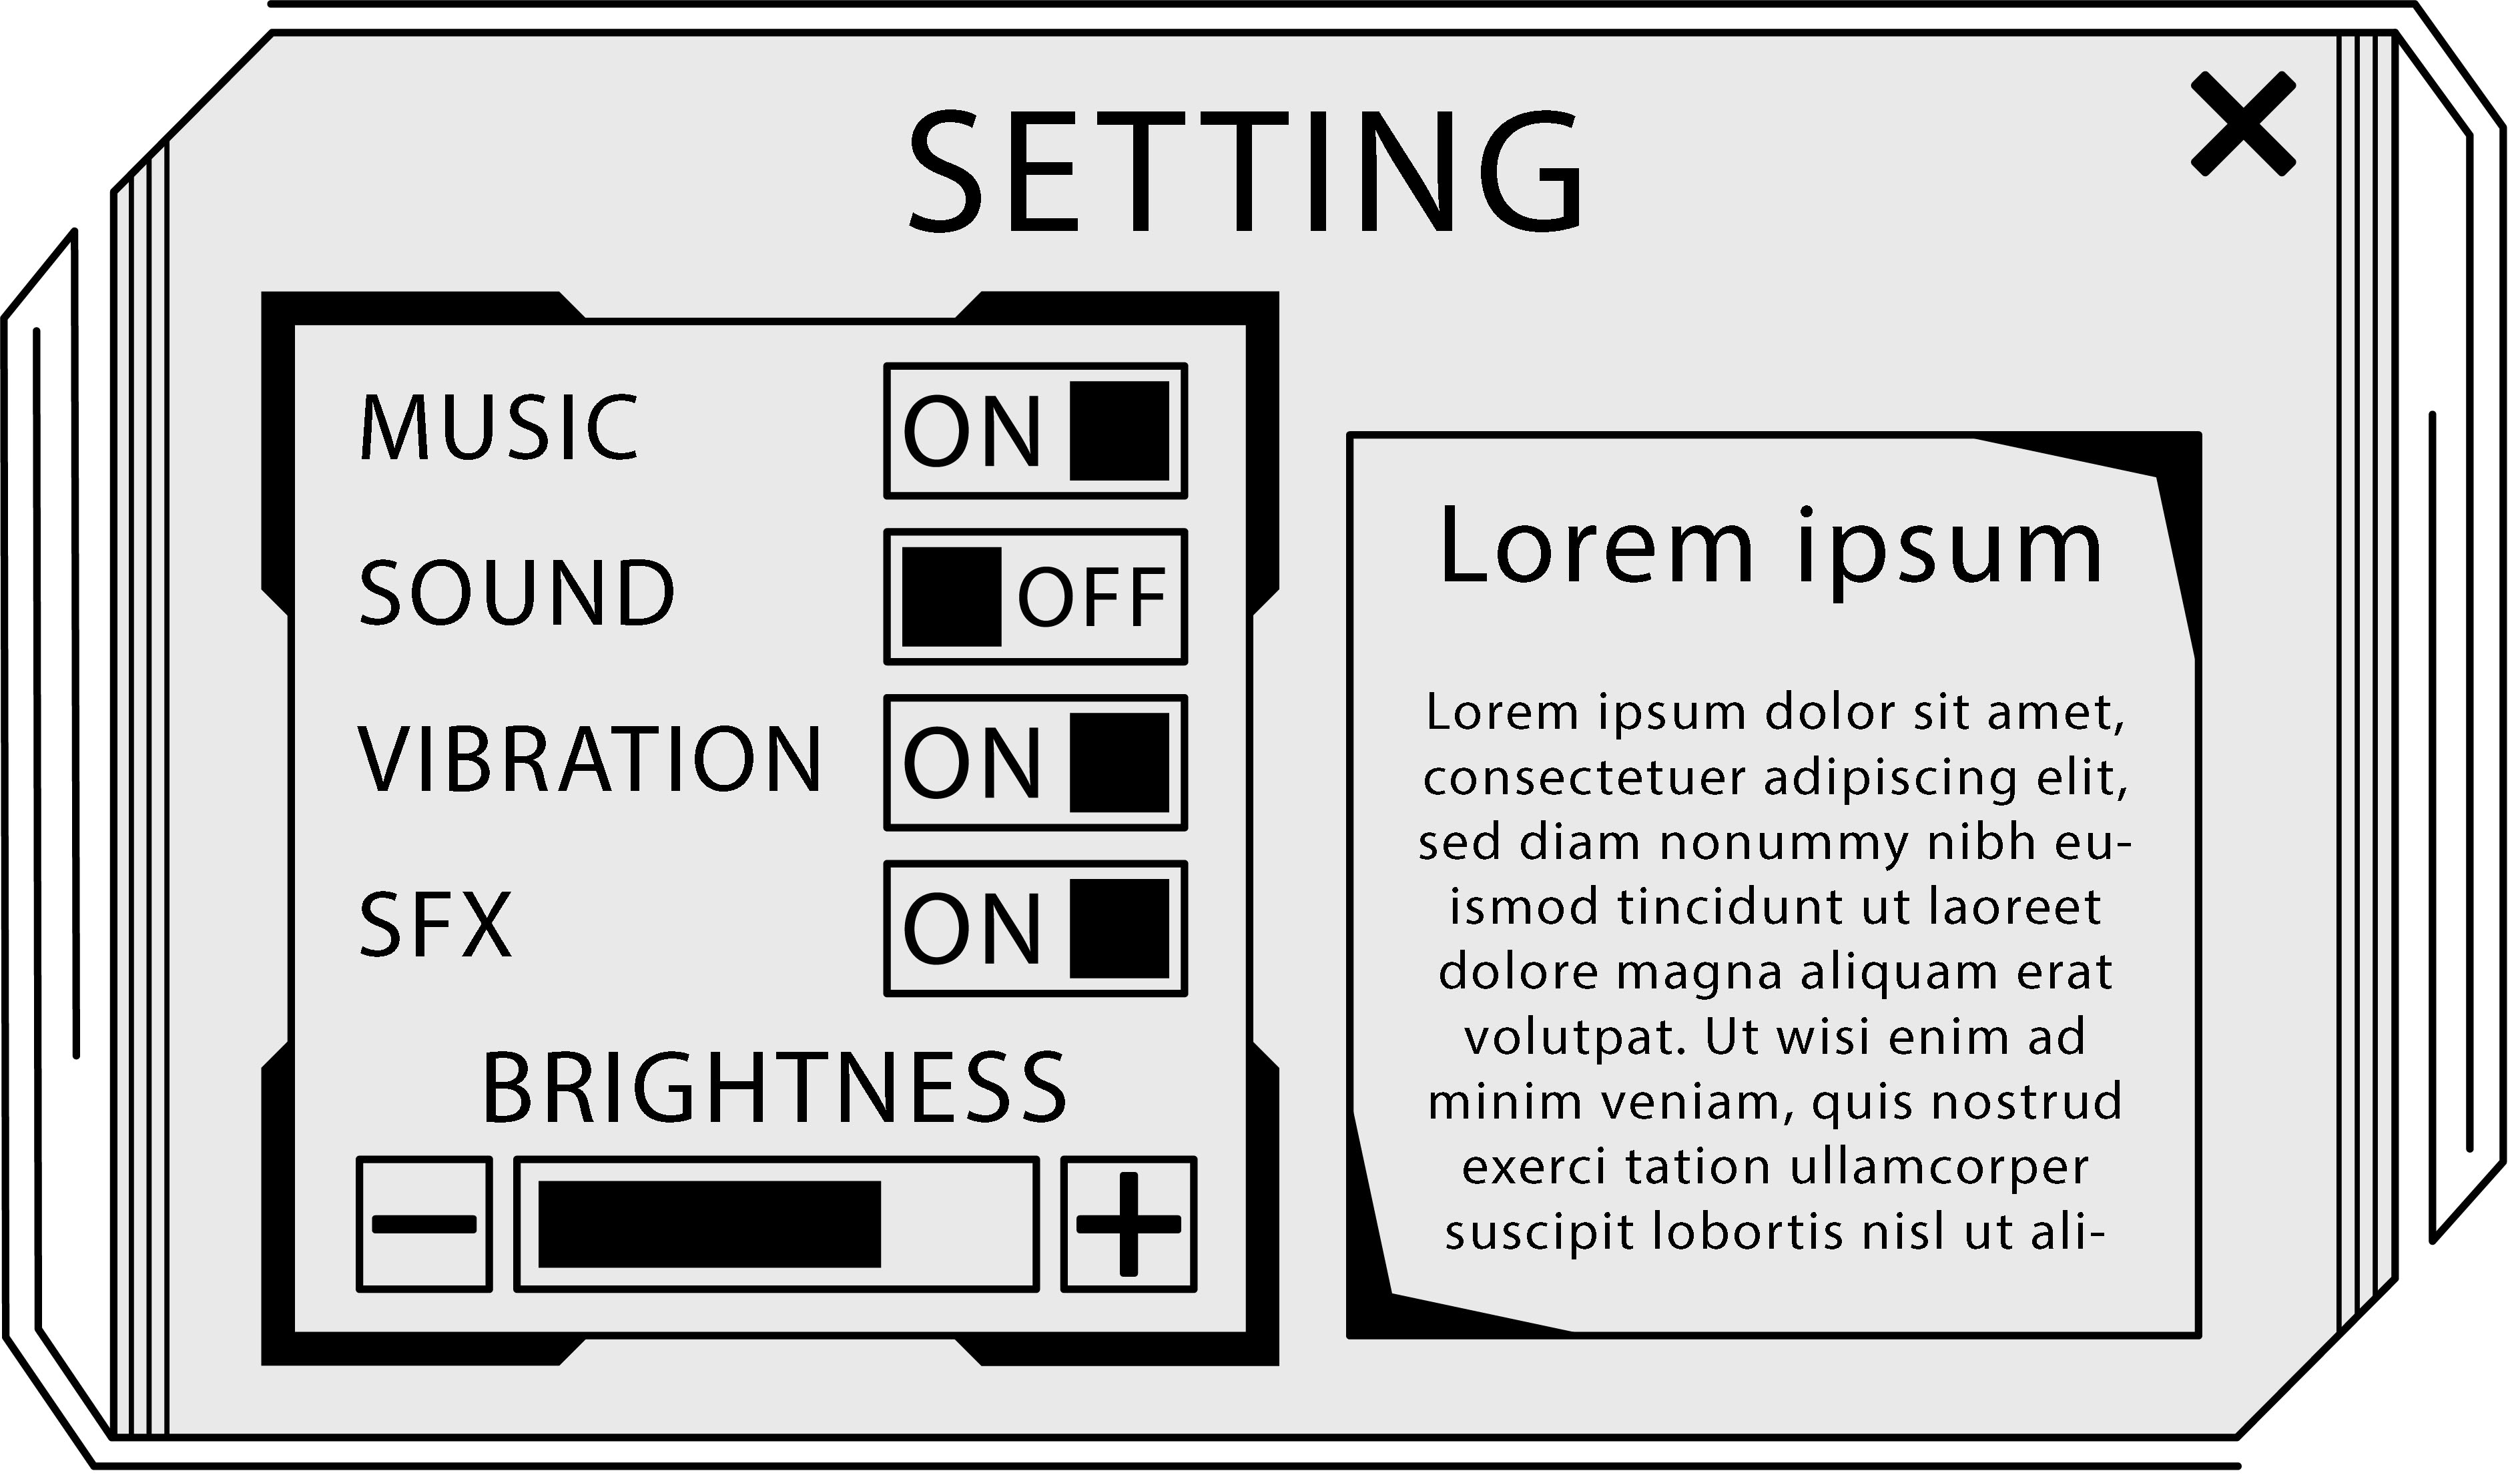 SETTING
MUSIC ON
SOUND OFF
VIBRATION ON
SFX ON
BRIGHTNESS
Lorem ipsum
Lorem ipsum dolor sit amet,
consectetuer adipiscing elit,
sed diam nonummy nibh eu-
ismod tincidunt ut laoreet
dolore magna aliquam erat
volutpat. Ut wisi enim ad
minim veniam, quis nostrud
exerci tation ullamcorper
suscipit lobortis nisl ut ali-